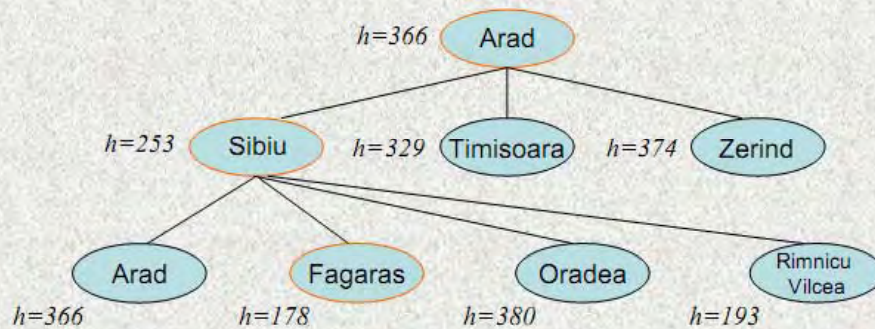 h=366 Arad
h=253 Sibiu h=329 Timisoara h=374 Zerind
Arad Fagaras Oradea Rimnicu
Vilcea
h=366 h=178 h=380 h=193